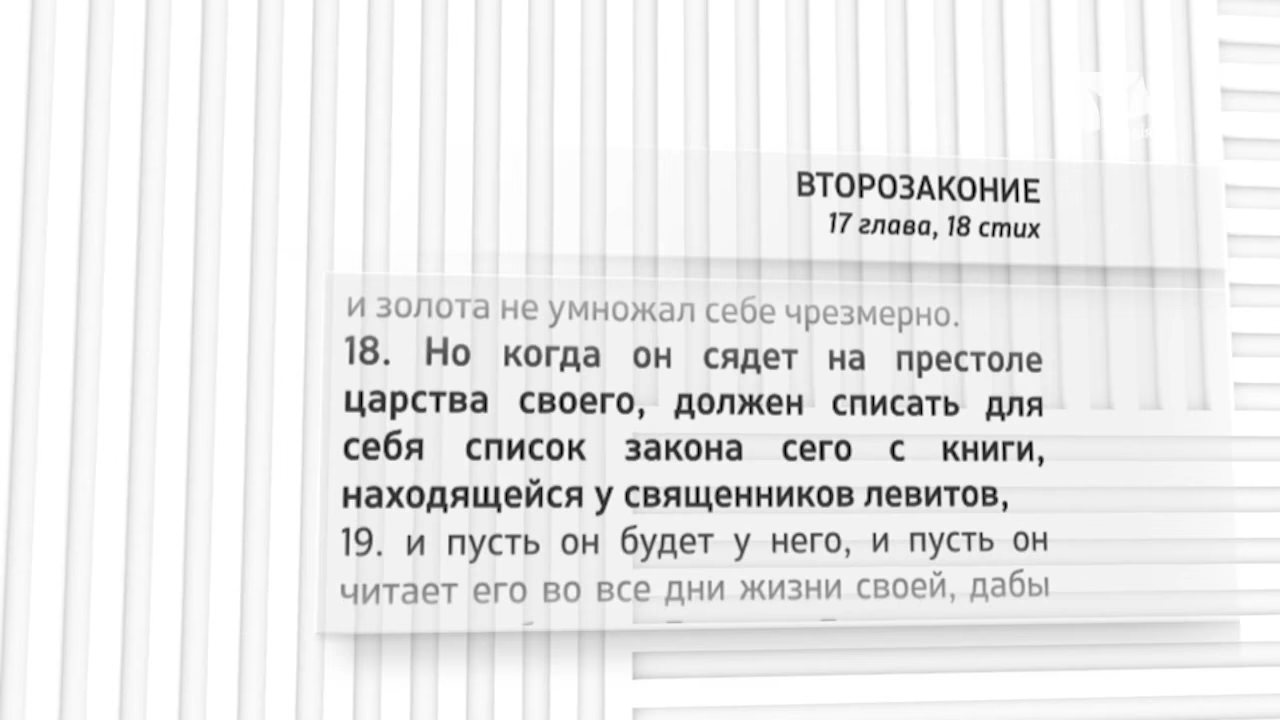 ВТОРОЗАКОНИЕ
17 глава, 18 стих
и золота не умножал себе чрезмерно.
18. Но когда он сядет на престоле
царства своего, должен списать для
себя список закона сего с книги,
находящейся у священников левитов,
19. и пусть он будет у него, и пусть он
читает его во все дни жизни своей, дабы